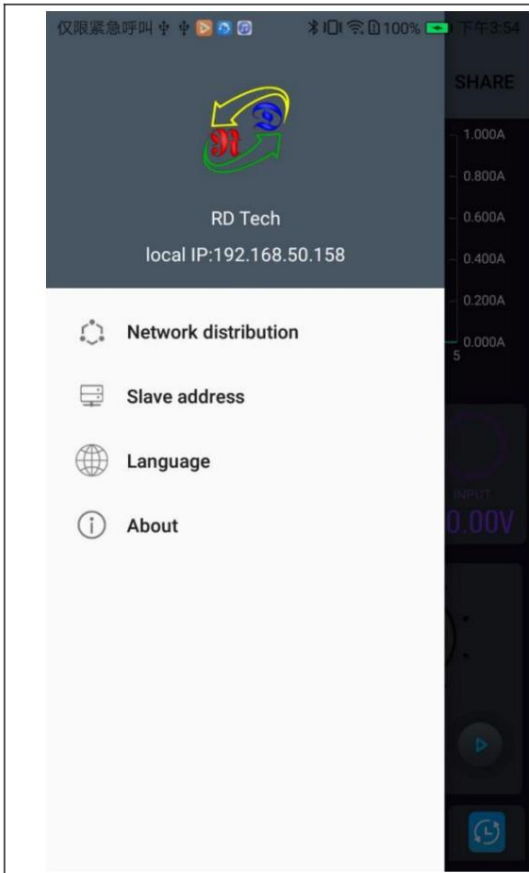 仅限紧急呼叫 100% 下午3:54
SHARE
RD Tech
local IP:192.168.50.158
Network distribution
Slave address
Language
About
1.000A
0.800A
0.600A
0.400A
0.200A
0.000A
5
INPUT
0.00V